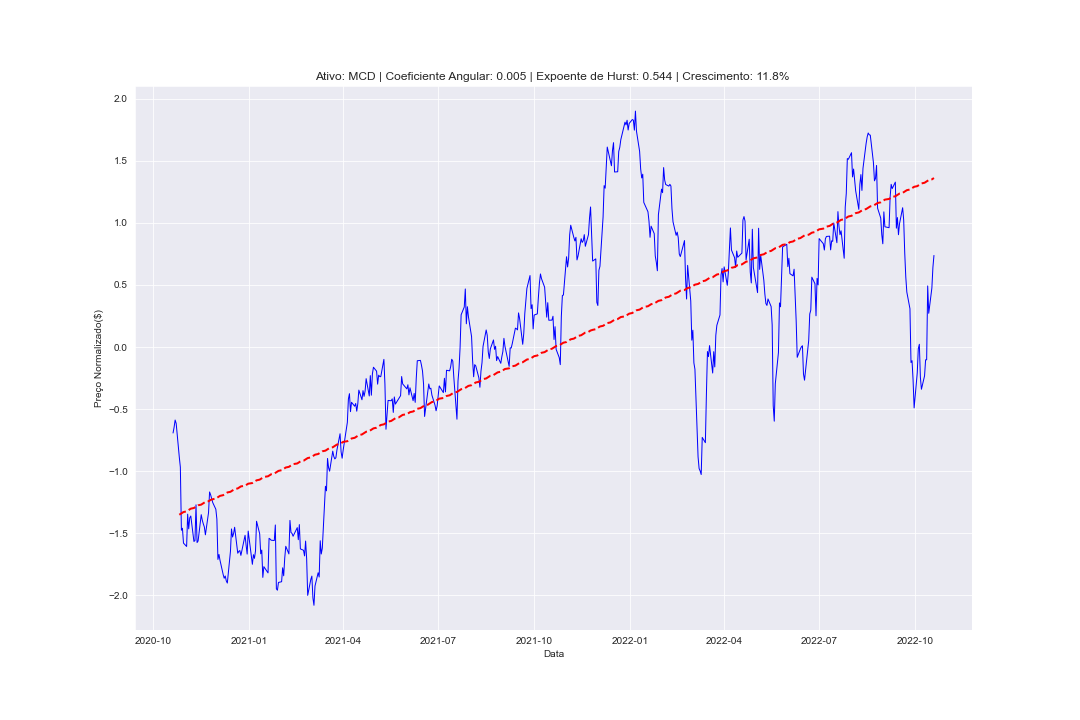 Ativo: MCD | Coeficiente Angular: 0.005 | Expoente de Hurst: 0.544 | Crescimento: 11.8%
Preço Normalizado($)
2.0
1.5
1.0
0.5
0.0
−0.5
−1.0
−1.5
−2.0
2020-10 2021-01 2021-04 2021-07 2021-10 2022-01 2022-04 2022-07 2022-10
Data